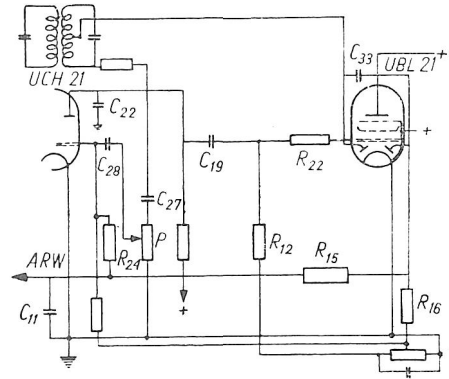 C33
UBL 21 +
UCH 21
C22
+
C28
C19
R22
C27
P
R24
R12
R15
ARW
+
C11
R16